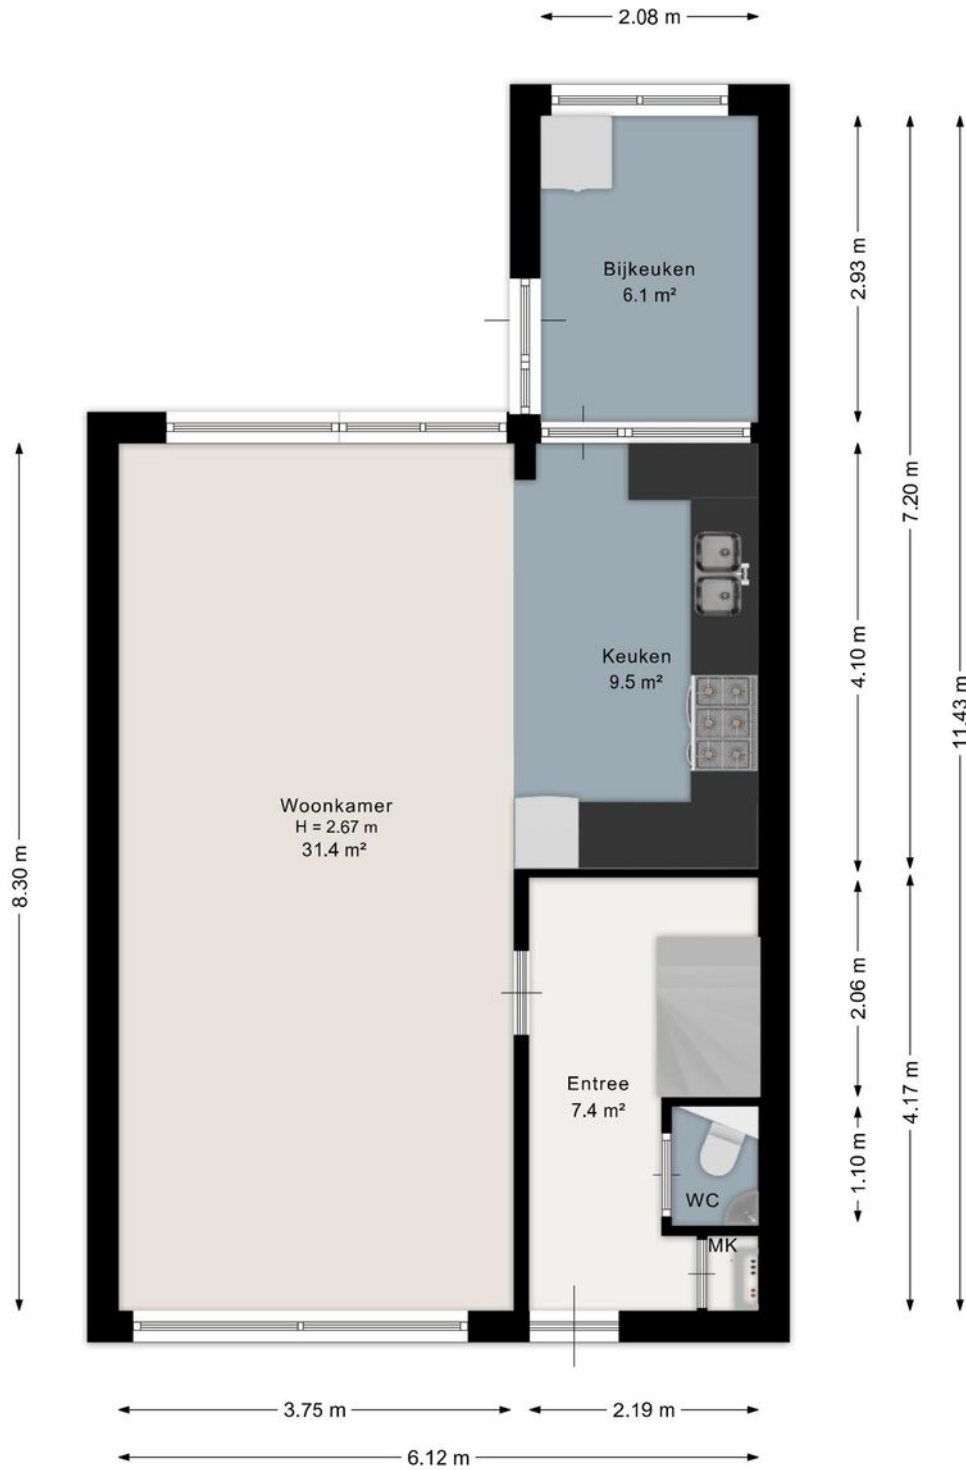 2.08 m
Bijkeuken
6.1 m²
2.93 m
7.20 m
11.43 m
8.30 m
Keuken
9.5 m²
4.10 m
Woonkamer
H = 2.67 m
31.4 m²
Entree
7.4 m²
2.06 m
4.17 m
1.10 m
WC
MK
3.75 m
2.19 m
6.12 m